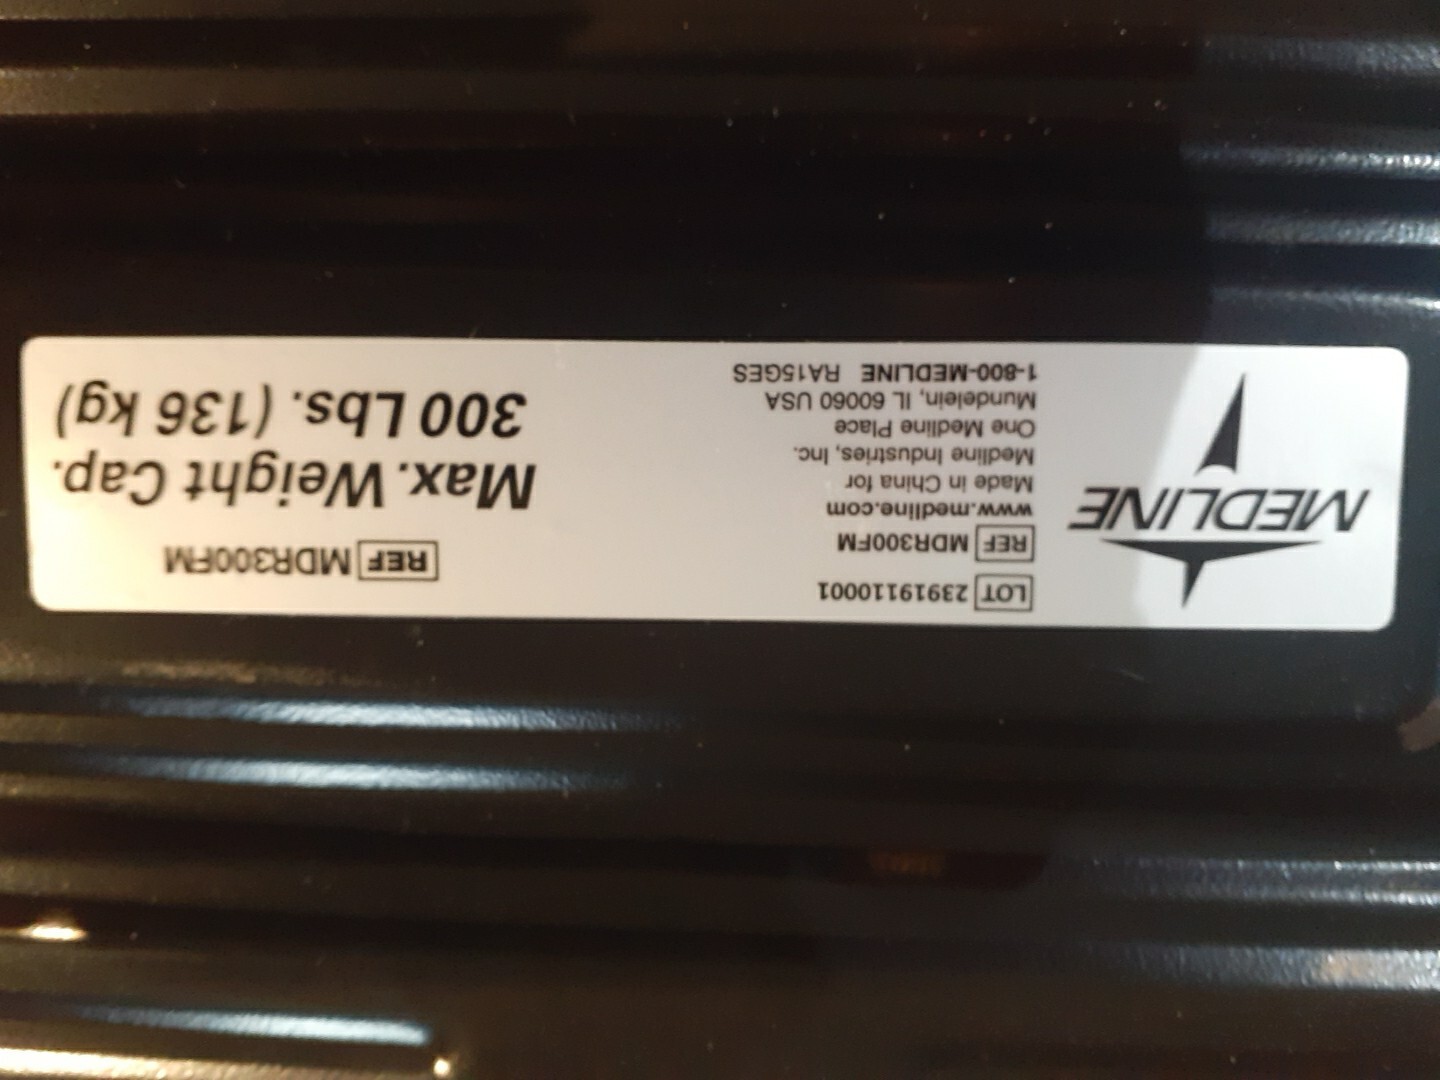 MEDLINE
LOT 23919110001
REF MDR300FM
www.medline.com
Made in China for
Medline Industries, Inc.
One Medline Place
Mundelein, IL 60060 USA
1-800-MEDLINE RA15GES
REF MDR300FM
Max. Weight Cap.
300 Lbs. (136 kg)